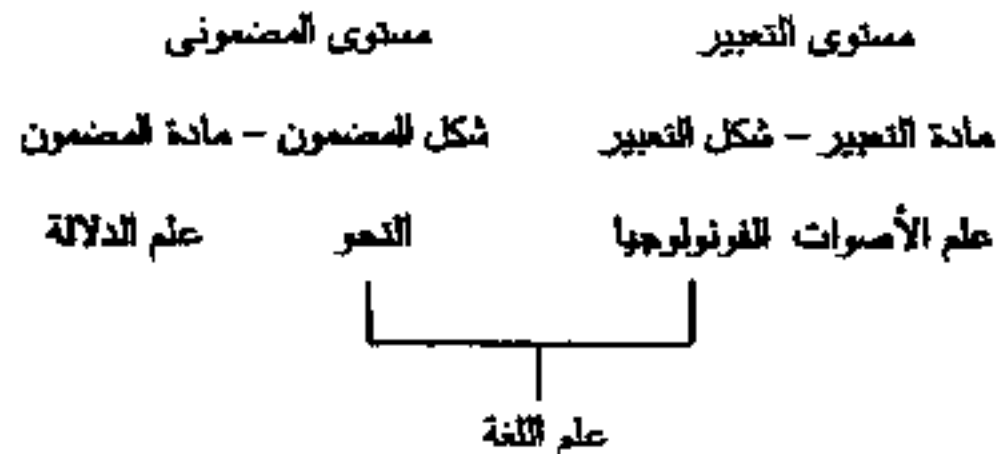 مستوى التعبير مستوى المضمونى
مادة التعبير – شكل التعبير شكل المضمون – مادة المضمون
علم الأصوات الفونولوجيا النحو علم الدلالة
علم اللغة